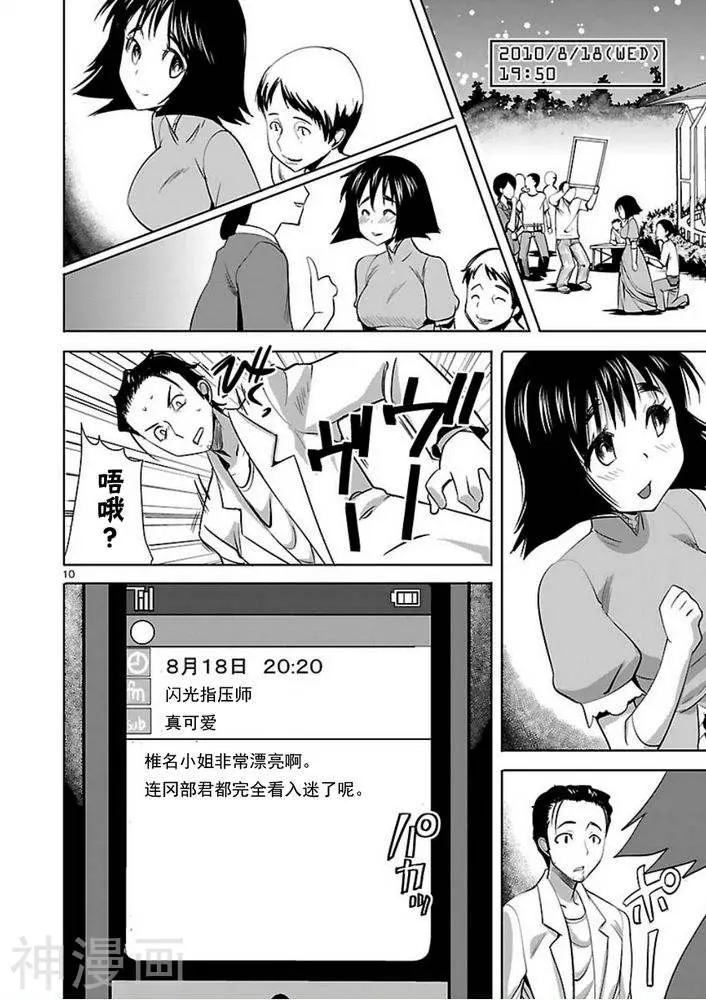 2010/8/18(WED)
19:50
ヴヴ
びくっ
唔哦？
10
ポ
8月18日 20:20
fm
闪光指压师
sub
真可爱
椎名小姐非常漂亮啊。
连冈部君都完全看入迷了呢。
パカッ
神漫画